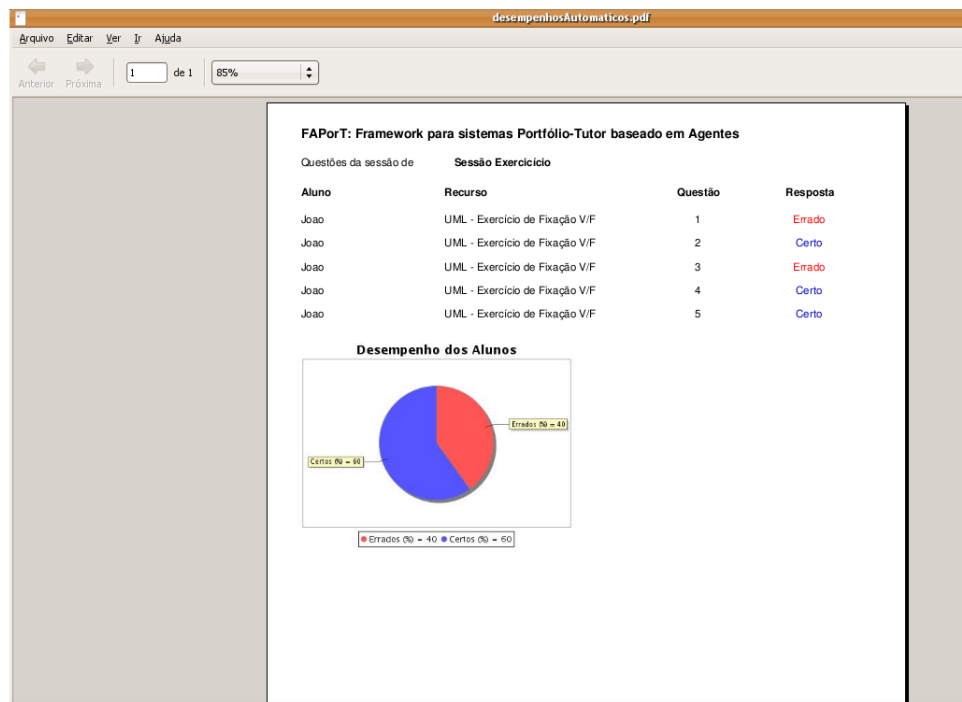 desempenhosAutomaticos.pdf
Arquivo Editar Ver Ir Ajuda
Anterior Próxima 1 de 1 85%
FAPorT: Framework para sistemas Portfólio-Tutor baseado em Agentes
Questões da sessão de Sessão Exercicício
Aluno Recurso Questão Resposta
Joao UML - Exercício de Fixação V/F 1 Errado
Joao UML - Exercício de Fixação V/F 2 Certo
Joao UML - Exercício de Fixação V/F 3 Errado
Joao UML - Exercício de Fixação V/F 4 Certo
Joao UML - Exercício de Fixação V/F 5 Certo
Desempenho dos Alunos
Errados (%) = 40
Certos (%) = 60
Errados (%) = 40 Certos (%) = 60